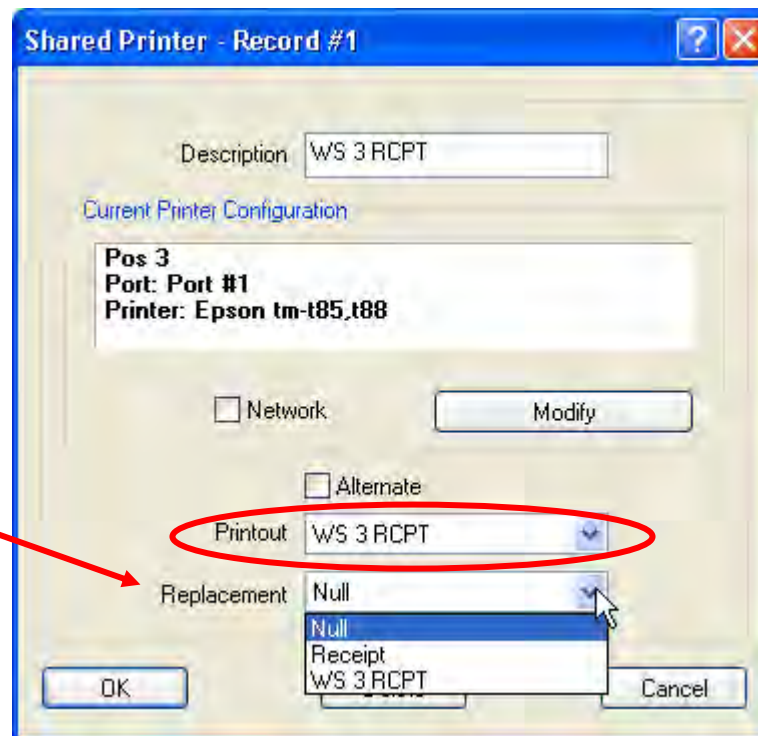 Shared Printer - Record #1
Description WS 3 RCPT
Current Printer Configuration
Pos 3
Port: Port #1
Printer: Epson tm-t85,t88
Network Modify
Alternate
Printout WS 3 RCPT
Replacement Null
Null
Receipt
WS 3 RCPT
OK Cancel